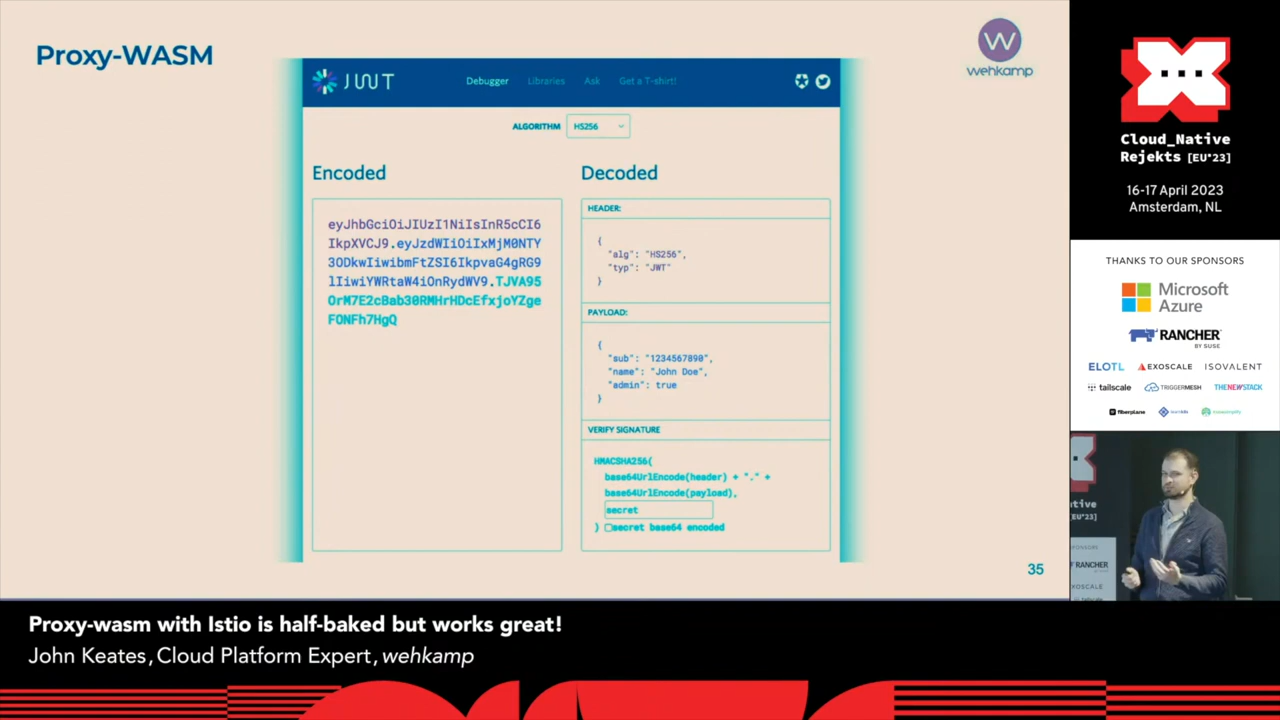 Proxy-WASM
wehkamp
JWT
Debugger
Libraries
Ask
Get a T-shirt!
ALGORITHM
HS256
Encoded
eyJhbGciOiJIUzI1NiIsInR5cCI6
IkpXVCJ9.eyJzdWIiOiIxMjM0NTY
3ODkwIiwibmFtZSI6IkpvaG4gRG9
lIiwiYWRtaW4iOnRydWV9.TJVA95
OrM7E2cBab30RMHrHDcEfxjoYZge
FONFh7HgQ
Decoded
HEADER:
{
"alg": "HS256",
"typ": "JWT"
}
PAYLOAD:
{
"sub": "1234567890",
"name": "John Doe",
"admin": true
}
VERIFY SIGNATURE
HMACSHA256(
base64UrlEncode(header) + "." +
base64UrlEncode(payload),
secret
) secret base64 encoded
35
Cloud_Native
Rejekts [EU*23]
16-17 April 2023
Amsterdam, NL
THANKS TO OUR SPONSORS
Microsoft
Azure
RANCHER
BY SUSE
ELOTL
EXOSCALE
ISOVALENT
tailscale
TRIGGERMESH
THENEWSTACK
fiberplane
RANCHER
Proxy-wasm with Istio is half-baked but works great!
John Keates, Cloud Platform Expert, wehkamp